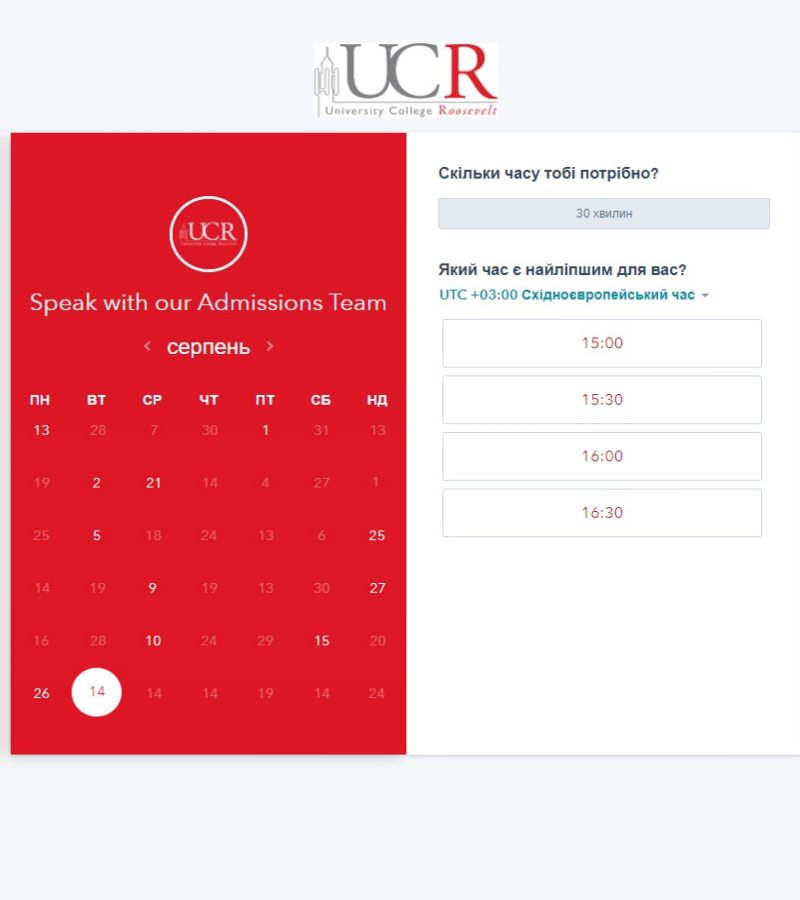 UCR
University College Roosevelt
UCR
Speak with our Admissions Team
‹ серпень ›
ПН ВТ СР ЧТ ПТ СБ НД
13 28 7 30 1 31 13
19 2 21 14 4 27 1
25 5 18 24 13 6 25
14 19 9 19 13 30 27
16 28 10 24 29 15 20
26 14 14 14 19 14 24
Скільки часу тобі потрібно?
30 хвилин
Який час є найліпшим для вас?
UTC +03:00 Східноєвропейський час
15:00
15:30
16:00
16:30